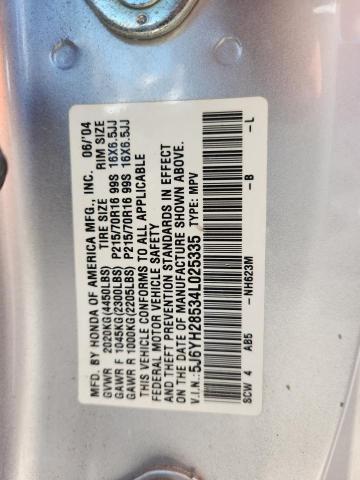 MFD. BY HONDA OF AMERICA MFG., INC. 06/'04
GVWR 2020KG(4450LBS) TIRE SIZE RIM SIZE
GAWR F 1045KG(2300LBS) P215/70R16 99S 16X6.5JJ
GAWR R 1000KG(2205LBS) P215/70R16 99S 16X6.5JJ
THIS VEHICLE CONFORMS TO ALL APPLICABLE
FEDERAL MOTOR VEHICLE SAFETY
AND THEFT PREVENTION STANDARDS IN EFFECT
ON THE DATE OF MANUFACTURE SHOWN ABOVE.
V.I.N.: 5J6YH28534L025335 TYPE: MPV
SCW 4 AB5 - NH623M - B - L